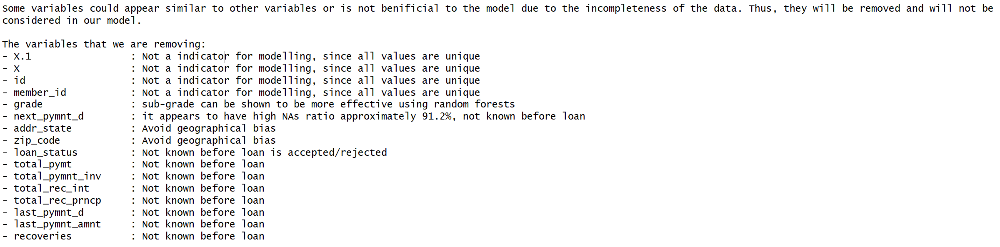 Some variables could appear similar to other variables or is not benificial to the model due to the incompleteness of the data. Thus, they will be removed and will not be
considered in our model.

The variables that we are removing:
- X.1 : Not a indicator for modelling, since all values are unique
- X : Not a indicator for modelling, since all values are unique
- id : Not a indicator for modelling, since all values are unique
- member_id : Not a indicator for modelling, since all values are unique
- grade : sub-grade can be shown to be more effective using random forests
- next_pymnt_d : it appears to have high NAs ratio approximately 91.2%, not known before loan
- addr_state : Avoid geographical bias
- zip_code : Avoid geographical bias
- loan_status : Not known before loan is accepted/rejected
- total_pymt : Not known before loan
- total_pymnt_inv : Not known before loan
- total_rec_int : Not known before loan
- total_rec_prncp : Not known before loan
- last_pymnt_d : Not known before loan
- last_pymnt_amnt : Not known before loan
- recoveries : Not known before loan